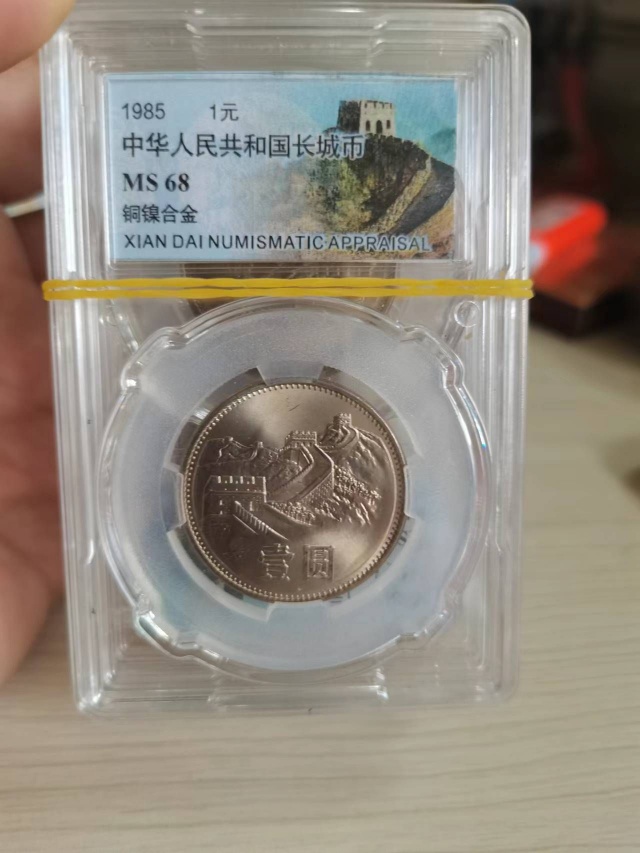 1985 1元
中华人民共和国长城币
MS 68
铜镍合金
XIAN DAI NUMISMATIC APPRAISAL
壹圆